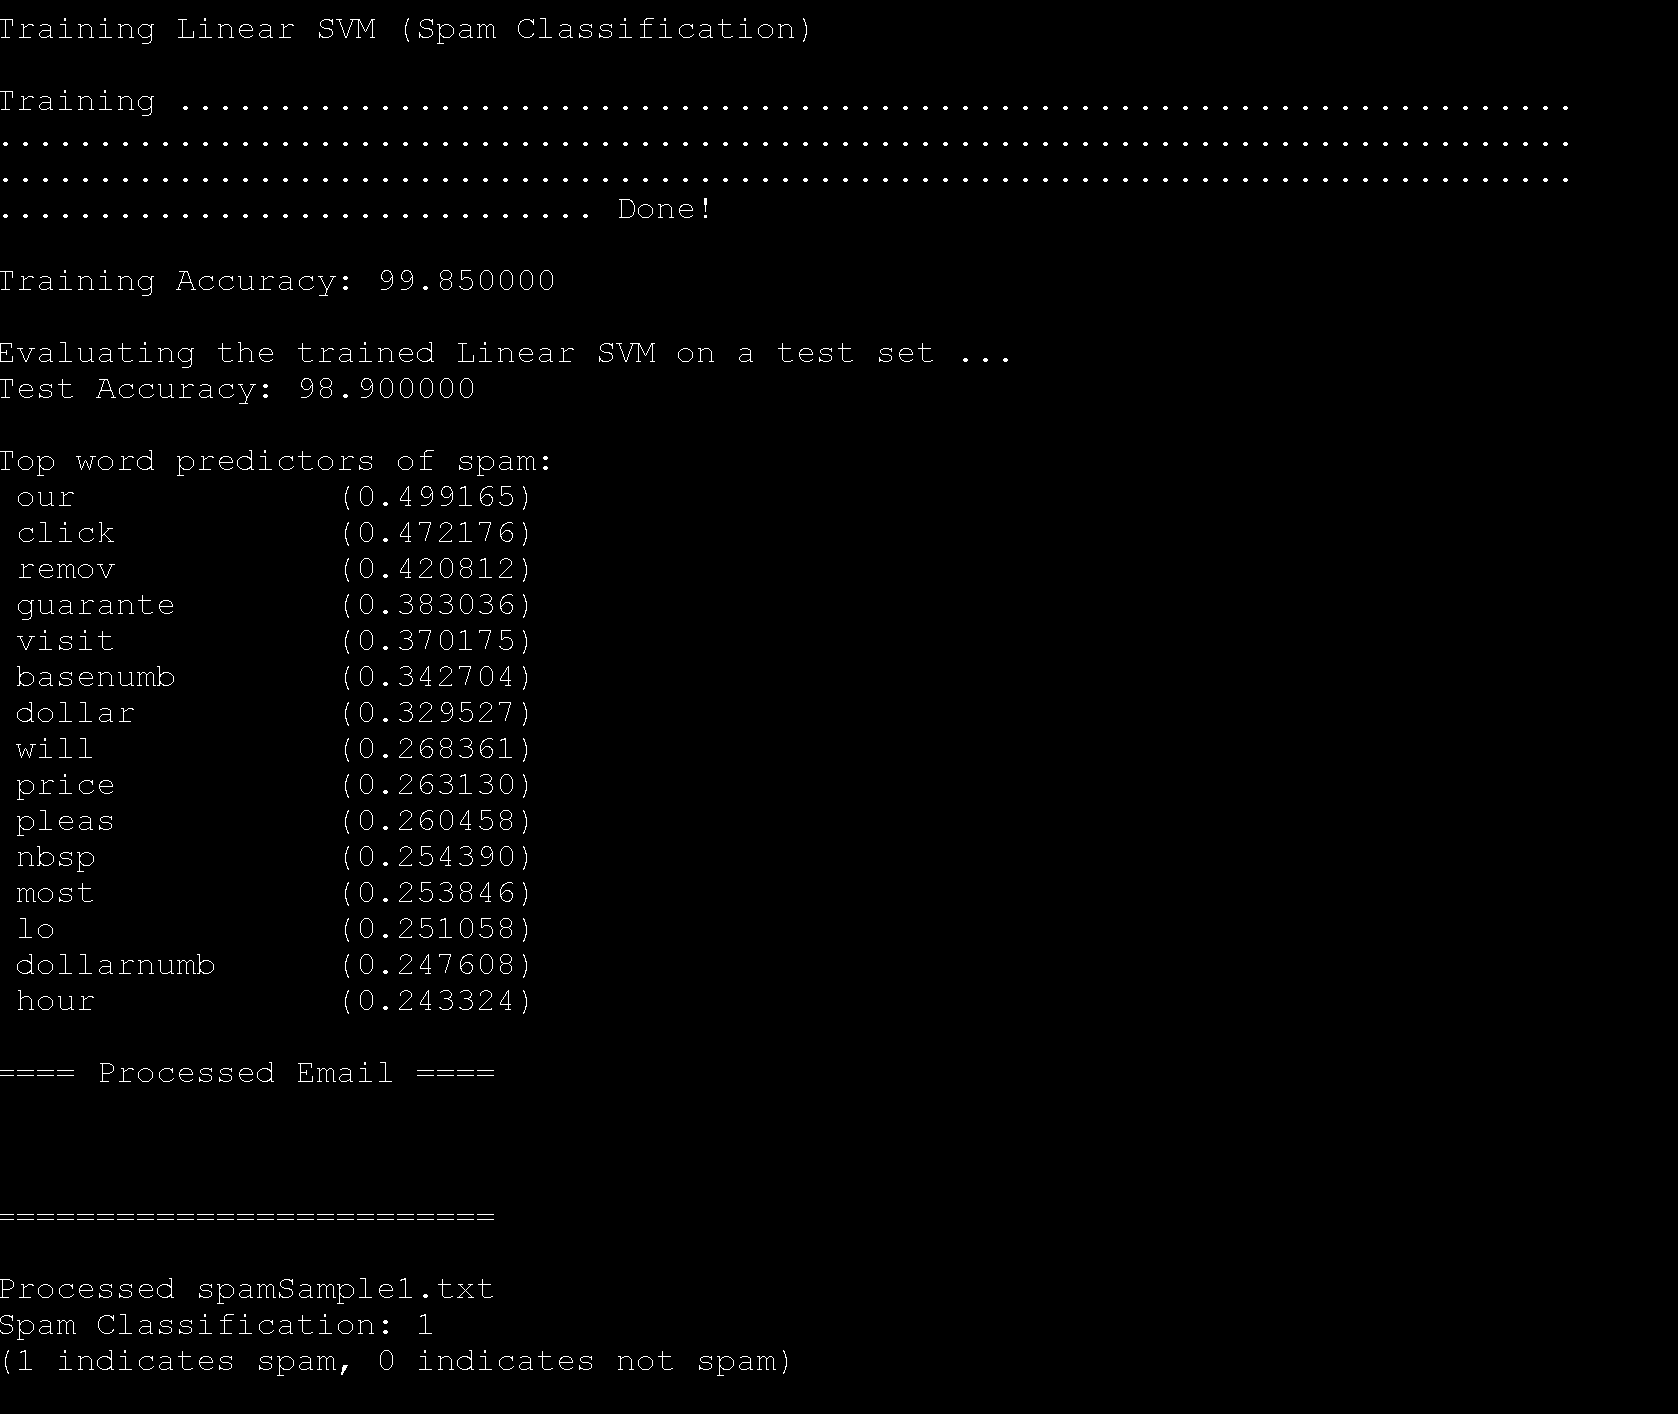 Training Linear SVM (Spam Classification)
Training ......................................................................
...............................................................................
...............................................................................
.............................. Done!
Training Accuracy: 99.850000
Evaluating the trained Linear SVM on a test set ...
Test Accuracy: 98.900000
Top word predictors of spam:
our (0.499165)
click (0.472176)
remov (0.420812)
guarante (0.383036)
visit (0.370175)
basenumb (0.342704)
dollar (0.329527)
will (0.268361)
price (0.263130)
pleas (0.260458)
nbsp (0.254390)
most (0.253846)
lo (0.251058)
dollarnumb (0.247608)
hour (0.243324)
==== Processed Email ====
=========================
Processed spamSample1.txt
Spam Classification: 1
(1 indicates spam, 0 indicates not spam)